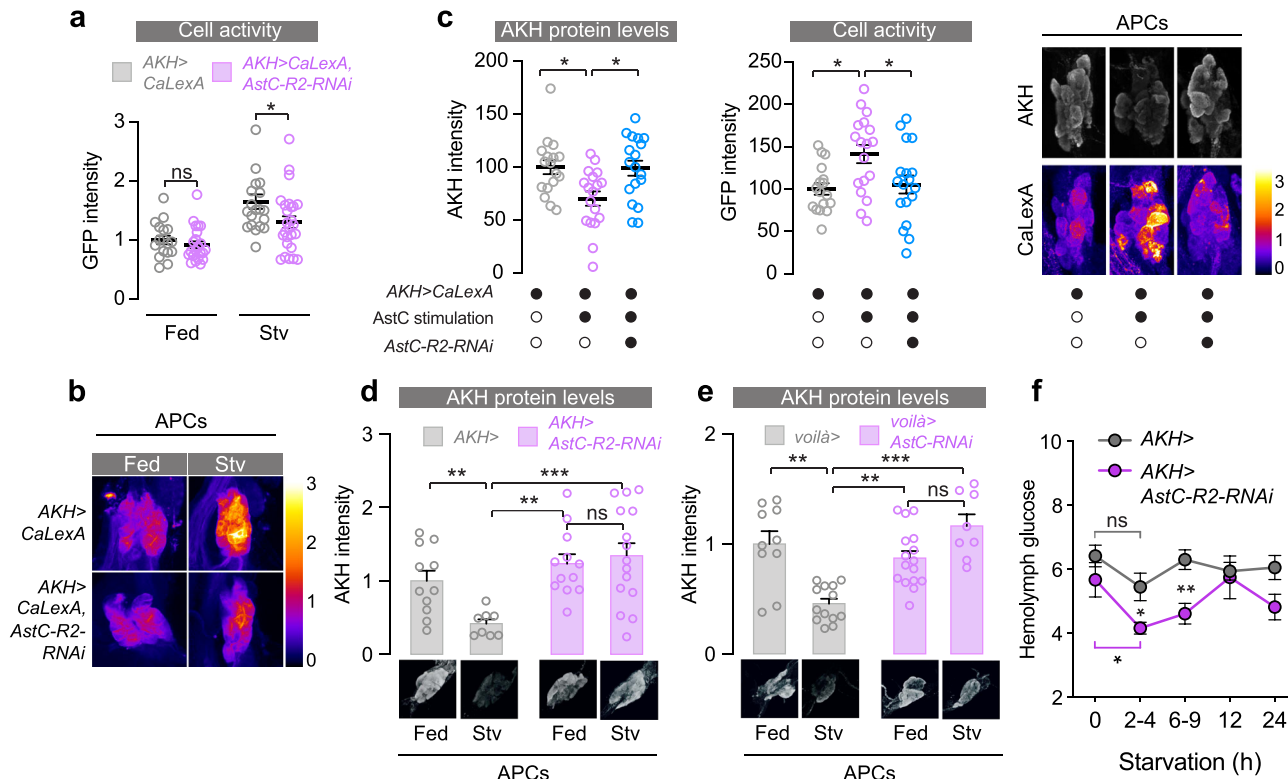 a
Cell activity
AKH>
CaLexA
AKH>CaLexA,
AstC-R2-RNAi
GFP intensity
3
2
1
0
ns
*
Fed
Stv
b
APCs
Fed
Stv
AKH>
CaLexA
AKH>
CaLexA,
AstC-R2-
RNAi
3
2
1
0
c
AKH protein levels
AKH intensity
200
150
100
50
0
*
*
Cell activity
GFP intensity
250
200
150
100
50
0
*
*
AKH>CaLexA
AstC stimulation
AstC-R2-RNAi
APCs
AKH
CaLexA
3
2
1
0
d
AKH protein levels
AKH>
AKH>
AstC-R2-RNAi
AKH intensity
3
2
1
0
**
***
**
ns
Fed
Stv
Fed
Stv
APCs
e
AKH protein levels
voilà>
voilà>
AstC-RNAi
AKH intensity
2
1
0
**
***
**
ns
Fed
Stv
Fed
Stv
APCs
f
AKH>
AKH>
AstC-R2-RNAi
Hemolymph glucose
10
8
6
4
2
ns
*
**
*
0
2-4
6-9
12
24
Starvation (h)